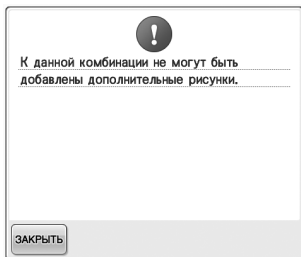 К данной комбинации не могут быть
добавлены дополнительные рисунки.
ЗАКРЫТЬ